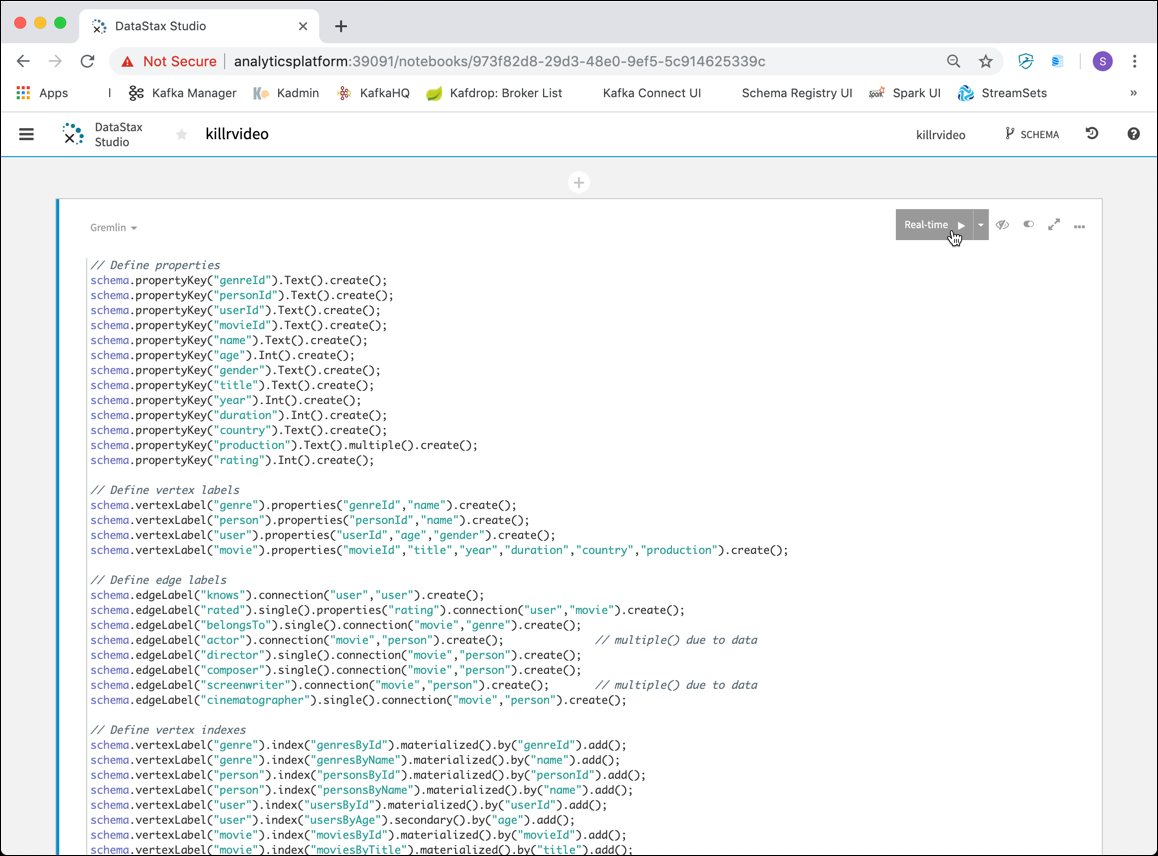 DataStax Studio
Not Secure | analyticsplatform:39091/notebooks/973f82d8-29d3-48e0-9ef5-5c914625339c
S
Apps | Kafka Manager Kadmin KafkaHQ Kafdrop: Broker List Kafka Connect UI Schema Registry UI Spark UI StreamSets »
DataStax
Studio
killrvideo
killrvideo
SCHEMA
Gremlin
Real-time
// Define properties
schema.propertyKey("genreId").Text().create();
schema.propertyKey("personId").Text().create();
schema.propertyKey("userId").Text().create();
schema.propertyKey("movieId").Text().create();
schema.propertyKey("name").Text().create();
schema.propertyKey("age").Int().create();
schema.propertyKey("gender").Text().create();
schema.propertyKey("title").Text().create();
schema.propertyKey("year").Int().create();
schema.propertyKey("duration").Int().create();
schema.propertyKey("country").Text().create();
schema.propertyKey("production").Text().multiple().create();
schema.propertyKey("rating").Int().create();
// Define vertex labels
schema.vertexLabel("genre").properties("genreId","name").create();
schema.vertexLabel("person").properties("personId","name").create();
schema.vertexLabel("user").properties("userId","age","gender").create();
schema.vertexLabel("movie").properties("movieId","title","year","duration","country","production").create();
// Define edge labels
schema.edgeLabel("knows").connection("user","user").create();
schema.edgeLabel("rated").single().properties("rating").connection("user","movie").create();
schema.edgeLabel("belongsTo").single().connection("movie","genre").create();
schema.edgeLabel("actor").connection("movie","person").create(); // multiple() due to data
schema.edgeLabel("director").single().connection("movie","person").create();
schema.edgeLabel("composer").single().connection("movie","person").create();
schema.edgeLabel("screenwriter").connection("movie","person").create(); // multiple() due to data
schema.edgeLabel("cinematographer").single().connection("movie","person").create();
// Define vertex indexes
schema.vertexLabel("genre").index("genresById").materialized().by("genreId").add();
schema.vertexLabel("genre").index("genresByName").materialized().by("name").add();
schema.vertexLabel("person").index("personsById").materialized().by("personId").add();
schema.vertexLabel("person").index("personsByName").materialized().by("name").add();
schema.vertexLabel("user").index("usersById").materialized().by("userId").add();
schema.vertexLabel("user").index("usersByAge").secondary().by("age").add();
schema.vertexLabel("movie").index("moviesById").materialized().by("movieId").add();
schema.vertexLabel("movie").index("moviesByTitle").materialized().by("title").add();